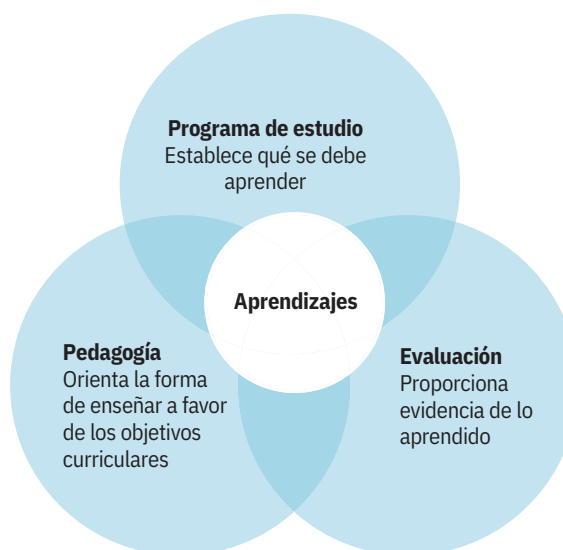 Programa de estudio
Establece qué se debe
aprender
Aprendizajes
Pedagogía
Orienta la forma
de enseñar a favor
de los objetivos
curriculares
Evaluación
Proporciona
evidencia de lo
aprendido